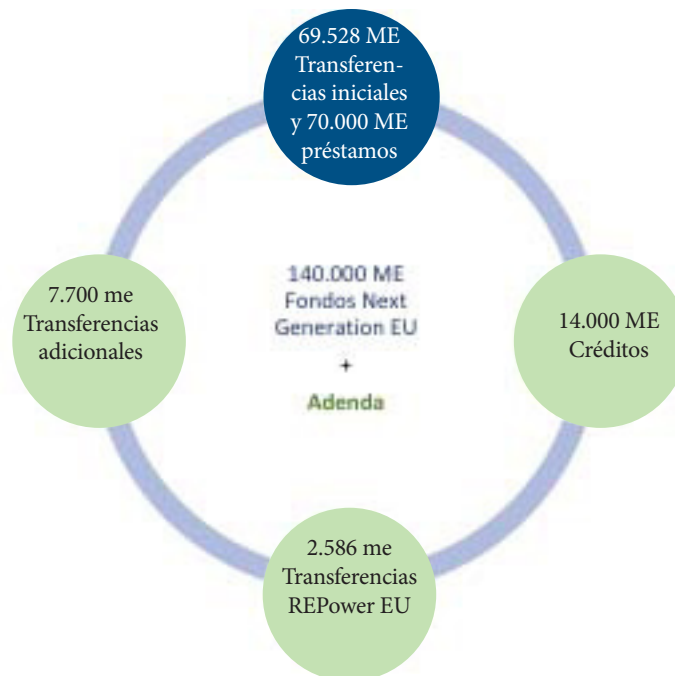 69.528 ME
Transferen-
cias iniciales
y 70.000 ME
préstamos
140.000 ME
Fondos Next
Generation EU
+
Adenda
7.700 me
Transferencias
adicionales
14.000 ME
Créditos
2.586 me
Transferencias
REPower EU